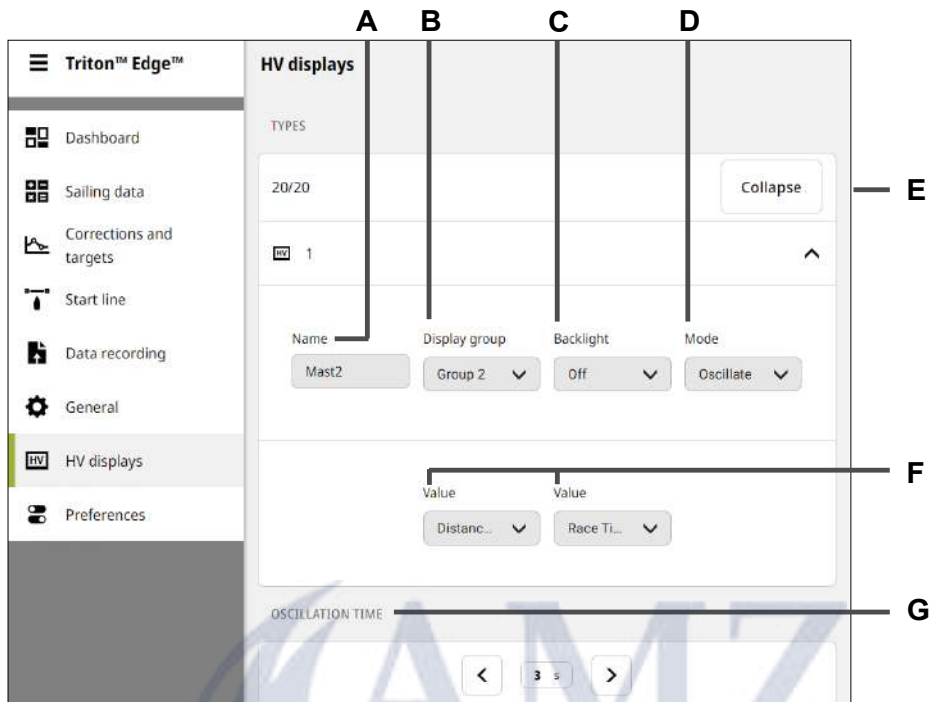 A B C D
Triton™ Edge™
HV displays
TYPES
Dashboard
20/20
Collapse
E
Sailing data
Corrections and
targets
HV 1
Start line
Name Display group Backlight Mode
Data recording
Mast2 Group 2 Off Oscillate
General
HV HV displays
F
Value Value
Preferences
Distanc... Race Ti...
OSCILLATION TIME
G
3 s
AMZ